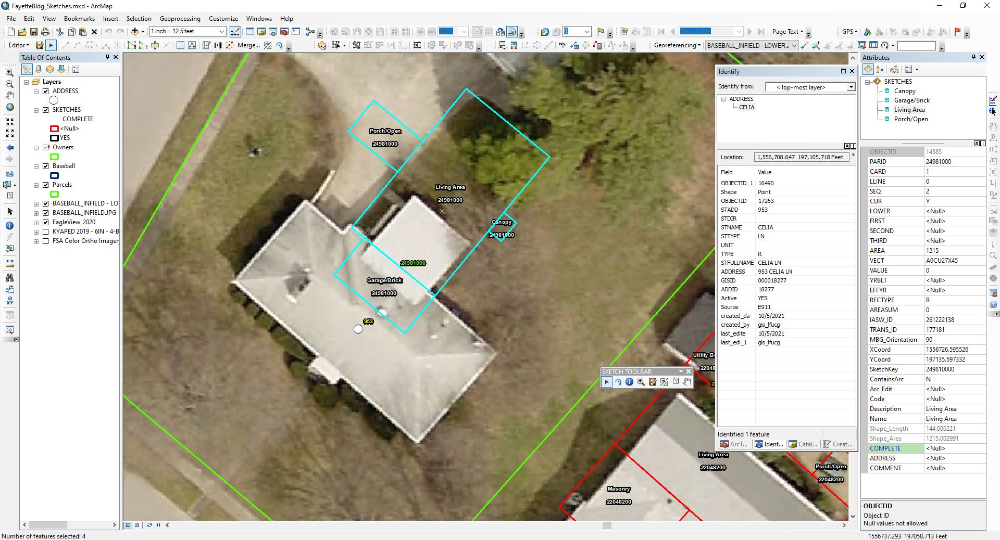 FayetteBldg_Sketches.mxd - ArcMap
File Edit View Bookmarks Insert Selection Geoprocessing Customize Windows Help
1 inch = 12.5 feet
100%
0
Show Name
Page Text
GPS
Editor
Merge...
Georeferencing
BASEBALL_INFIELD - LOWER.
Table Of Contents
Layers
ADDRESS
SKETCHES
COMPLETE
<Null>
YES
Owners
Baseball
Parcels
BASEBALL_INFIELD - LO
BASEBALL_INFIELD.JPG
EagleView_2020
KYAPED 2019 - 6IN - 4-B
FSA Color Ortho Imager
Porch/Open
24981000
Living Area
24981000
Canopy
24981000
24981000
Garage/Brick
24981000
953
Utility B
22048
2
Living Area
22048200
Porch/Open
22048200
Masonry
22048200
SKETCH TOOLBAR
Identify
Identify from: <Top-most layer>
ADDRESS
CELIA
Location: 1,556,708.647 197,105.718 Feet
Field Value
OBJECTID_1 16490
Shape Point
OBJECTID 17263
STADD 953
STDIR
STNAME CELIA
STTYPE LN
UNIT
TYPE R
STFULLNAME CELIA LN
ADDRESS 953 CELIA LN
GISID 000018277
ADDID 18277
Active YES
Source E911
created_da 10/5/2021
created_by gis_lfucg
last_edite 10/5/2021
last_edi_1 gis_lfucg
Identified 1 feature
ArcT... Ident... Catal... Creat...
Attributes
SKETCHES
Canopy
Garage/Brick
Living Area
Porch/Open
OBJECTID 14385
PARID 24981000
CARD 1
LLINE 0
SEQ 2
CUR Y
LOWER <Null>
FIRST <Null>
SECOND <Null>
THIRD <Null>
AREA 1215
VECT A0CU27X45
VALUE 0
YRBLT <Null>
EFFYR <Null>
RECTYPE R
AREASUM 0
IASW_ID 261222138
TRANS_ID 177181
MBG_Orientation 90
XCoord 1556726.595526
YCoord 197135.597332
SketchKey 249810000
ContainsArc N
Arc_Edit <Null>
Code <Null>
Description Living Area
Name Living Area
Shape_Length 144.000221
Shape_Area 1215.002991
COMPLETE <Null>
ADDRESS <Null>
COMMENT <Null>
OBJECTID
Object ID
Null values not allowed
Number of features selected: 4
1556737.293 197058.713 Feet